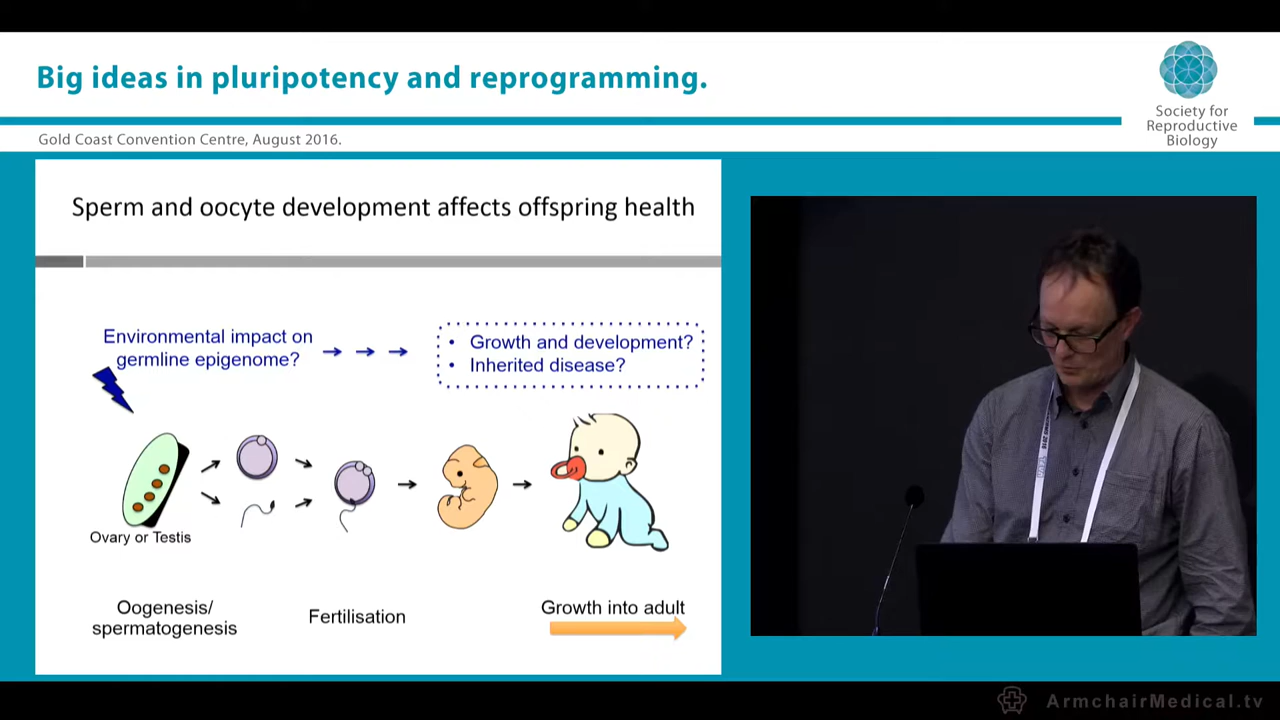 Big ideas in pluripotency and reprogramming.
Society for
Reproductive
Biology
Gold Coast Convention Centre, August 2016.
Sperm and oocyte development affects offspring health
Environmental impact on
germline epigenome?
• Growth and development?
• Inherited disease?
Ovary or Testis
Oogenesis/
spermatogenesis
Fertilisation
Growth into adult
ArmchairMedical.tv